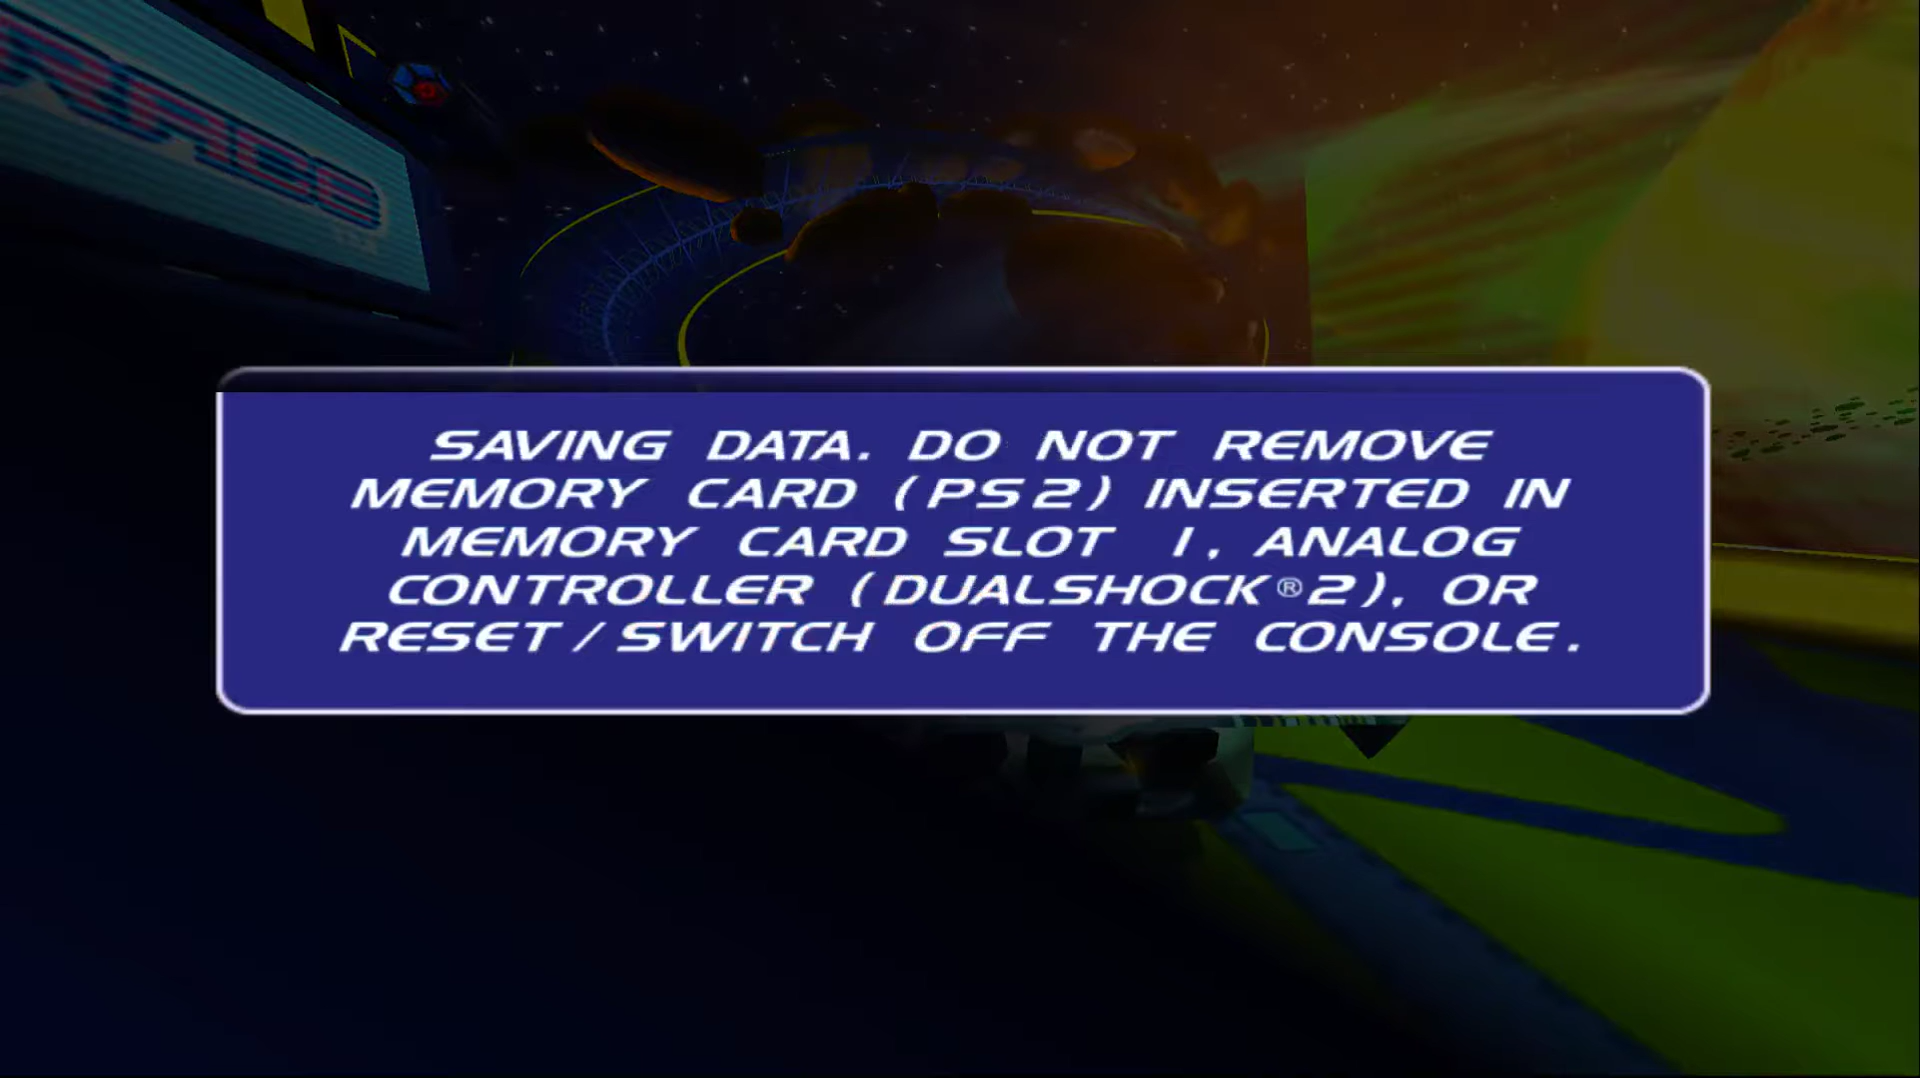 RACE
SAVING DATA. DO NOT REMOVE
MEMORY CARD (PS2) INSERTED IN
MEMORY CARD SLOT 1, ANALOG
CONTROLLER (DUALSHOCK®2), OR
RESET/SWITCH OFF THE CONSOLE.